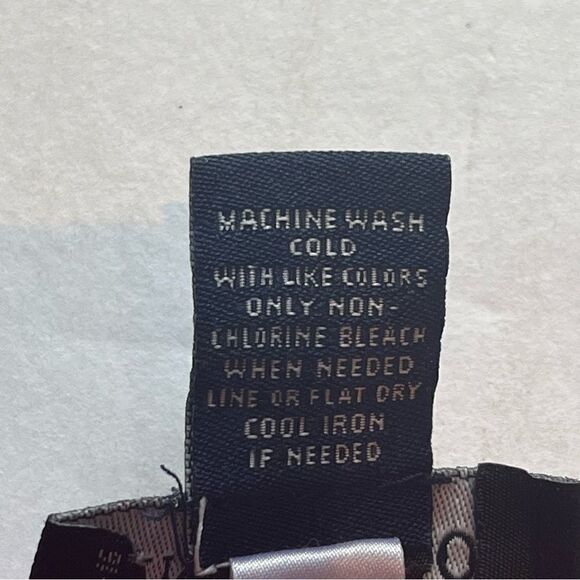 MACHINE WASH
COLD
WITH LIKE COLORS
ONLY NON-
CHLORINE BLEACH
WHEN NEEDED
LINE OR FLAT DRY
COOL IRON
IF NEEDED